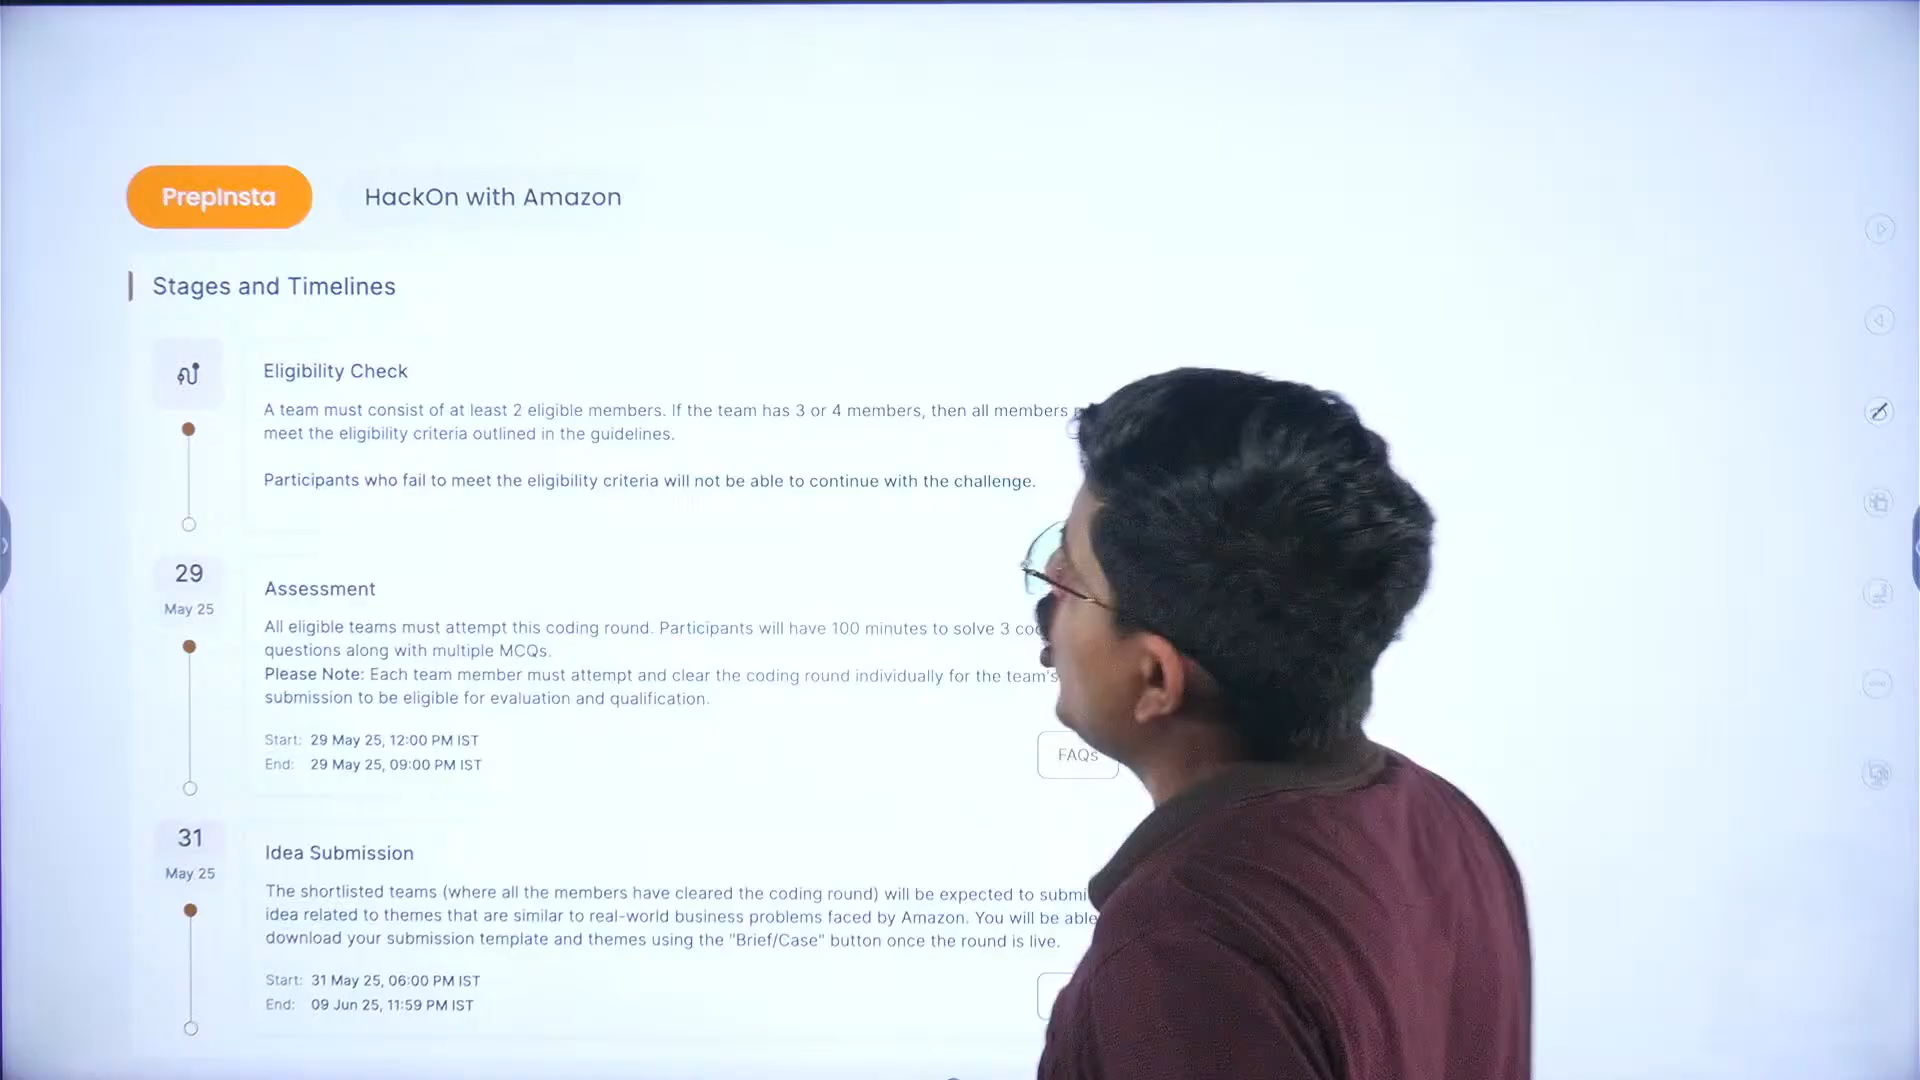 PrepInsta
HackOn with Amazon
Stages and Timelines
Eligibility Check
A team must consist of at least 2 eligible members. If the team has 3 or 4 members, then all members
meet the eligibility criteria outlined in the guidelines.
Participants who fail to meet the eligibility criteria will not be able to continue with the challenge.
29
May 25
Assessment
All eligible teams must attempt this coding round. Participants will have 100 minutes to solve 3
questions along with multiple MCQs.
Please Note: Each team member must attempt and clear the coding round individually for the team's
submission to be eligible for evaluation and qualification.
Start: 29 May 25, 12:00 PM IST
End: 29 May 25, 09:00 PM IST
FAQs
31
May 25
Idea Submission
The shortlisted teams (where all the members have cleared the coding round) will be expected to
idea related to themes that are similar to real-world business problems faced by Amazon. You will be able
download your submission template and themes using the "Brief/Case" button once the round is live.
Start: 31 May 25, 06:00 PM IST
End: 09 Jun 25, 11:59 PM IST